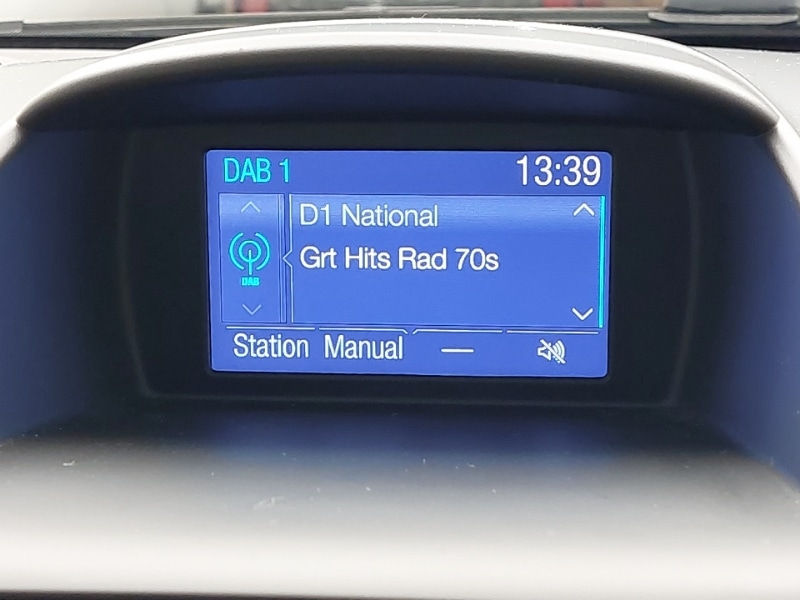 DAB 1 13:39
D1 National
DAB
Grt Hits Rad 70s
Station Manual —